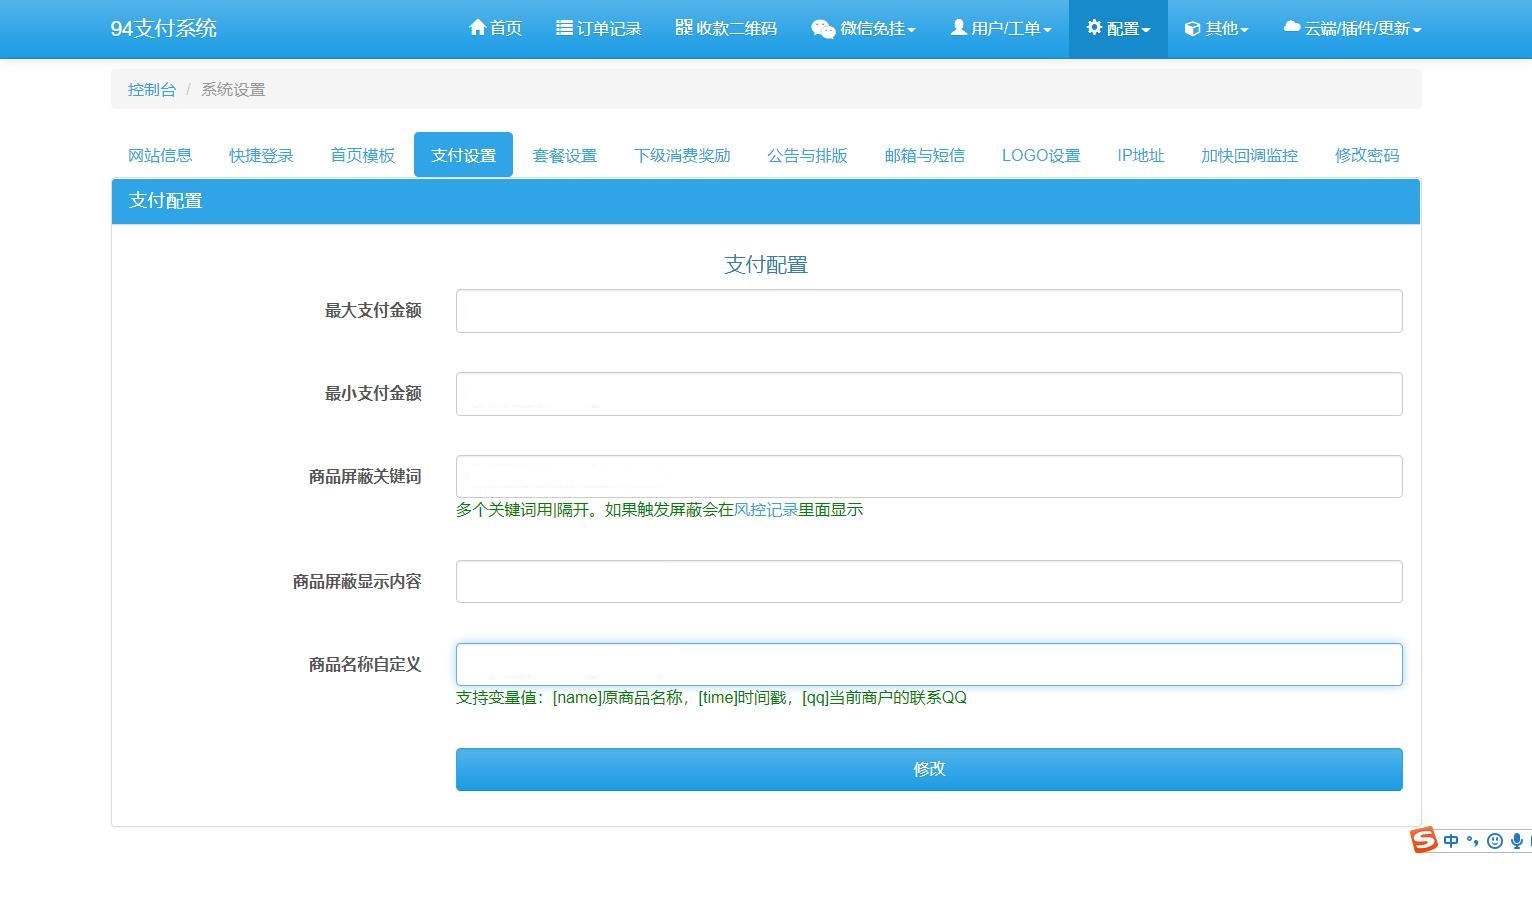 94支付系统
首页 订单记录 收款二维码 微信免挂 用户/工单 配置 其他 云端/插件/更新
控制台 / 系统设置
网站信息 快捷登录 首页模板 支付设置 套餐设置 下级消费奖励 公告与排版 邮箱与短信 LOGO设置 IP地址 加快回调监控 修改密码
支付配置
支付配置
最大支付金额
最小支付金额
商品屏蔽关键词
多个关键词用|隔开。如果触发屏蔽会在风控记录里面显示
商品屏蔽显示内容
商品名称自定义
支持变量值：[name]原商品名称，[time]时间戳，[qq]当前商户的联系QQ
修改
中